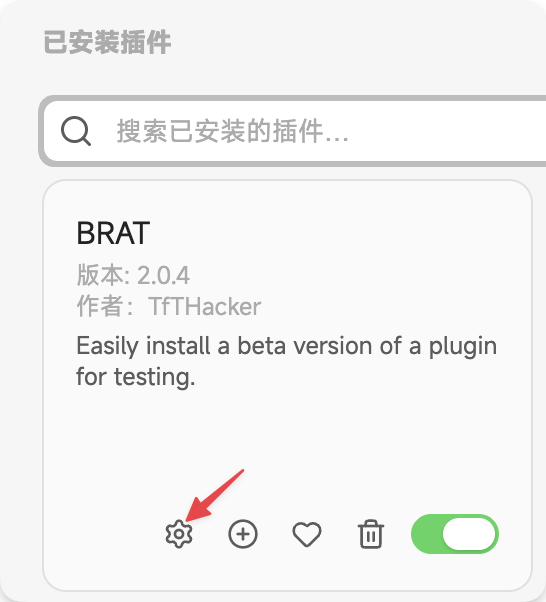 已安装插件
搜索已安装的插件...
BRAT
版本: 2.0.4
作者：TfTHacker
Easily install a beta version of a plugin
for testing.